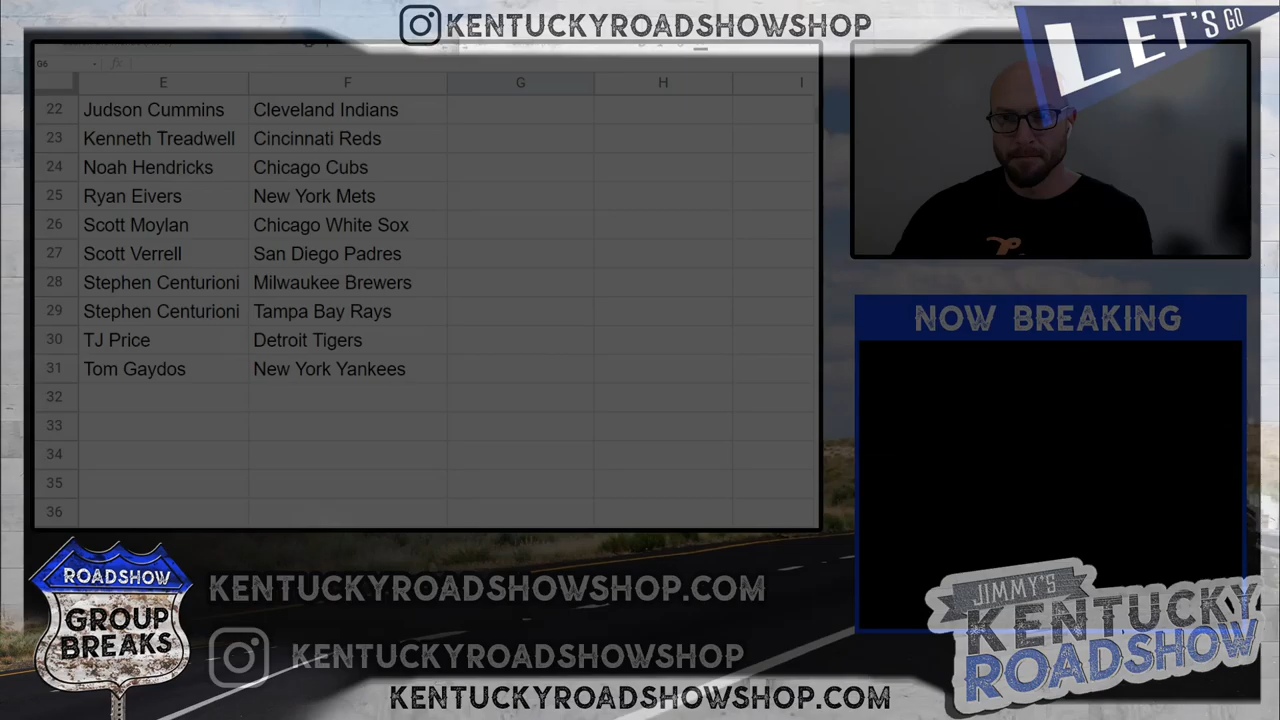 KENTUCKYROADSHOWSHOP
LET'S GO
G6
fx
E F G H I
22 Judson Cummins Cleveland Indians
23 Kenneth Treadwell Cincinnati Reds
24 Noah Hendricks Chicago Cubs
25 Ryan Eivers New York Mets
26 Scott Moylan Chicago White Sox
27 Scott Verrell San Diego Padres
28 Stephen Centurioni Milwaukee Brewers
29 Stephen Centurioni Tampa Bay Rays
30 TJ Price Detroit Tigers
31 Tom Gaydos New York Yankees
32
33
34
35
36
NOW BREAKING
ROADSHOW
GROUP
BREAKS
KENTUCKYROADSHOWSHOP.COM
KENTUCKYROADSHOWSHOP
KENTUCKYROADSHOWSHOP.COM
JIMMY'S
KENTUCKY
ROADSHOW